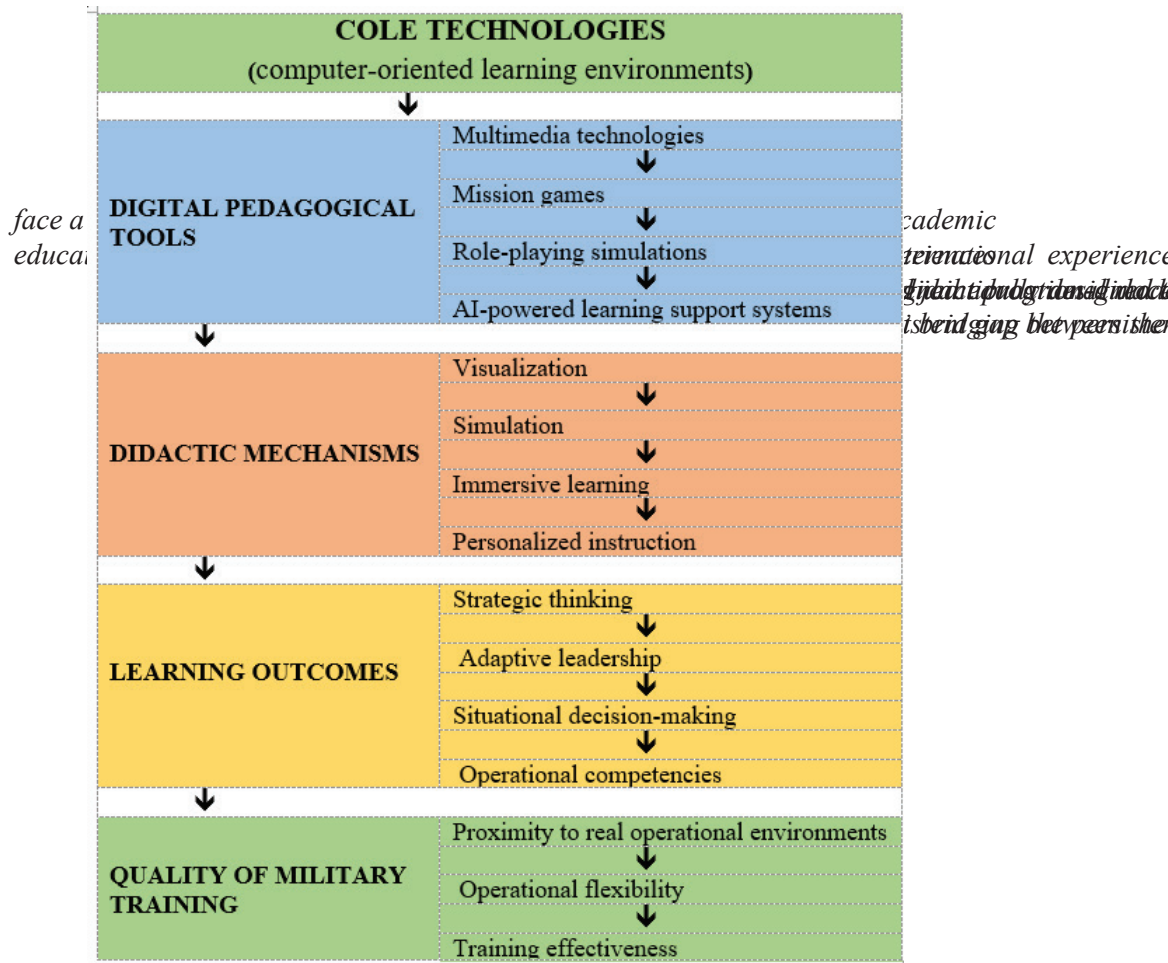 COLE TECHNOLOGIES
(computer-oriented learning environments)
DIGITAL PEDAGOGICAL
TOOLS
Multimedia technologies
Mission games
Role-playing simulations
AI-powered learning support systems
face a
cademic
educat
experience
DIDACTIC MECHANISMS
Visualization
Simulation
Immersive learning
Personalized instruction
LEARNING OUTCOMES
Strategic thinking
Adaptive leadership
Situational decision-making
Operational competencies
QUALITY OF MILITARY
TRAINING
Proximity to real operational environments
Operational flexibility
Training effectiveness